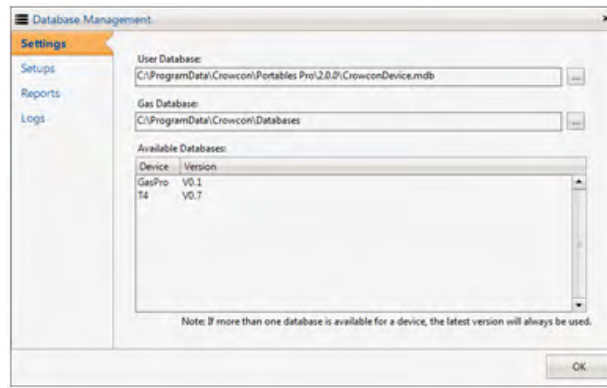 Database Management
Settings
Setups
Reports
Logs
User Database:
C:\ProgramData\Crowcon\Portables Pro\2.0.0\CrowconDevice.mdb
...
Gas Database:
C:\ProgramData\Crowcon\Databases
...
Available Databases:
Device Version
GasPro V0.1
T4 V0.7
Note: If more than one database is available for a device, the latest version will always be used.
OK